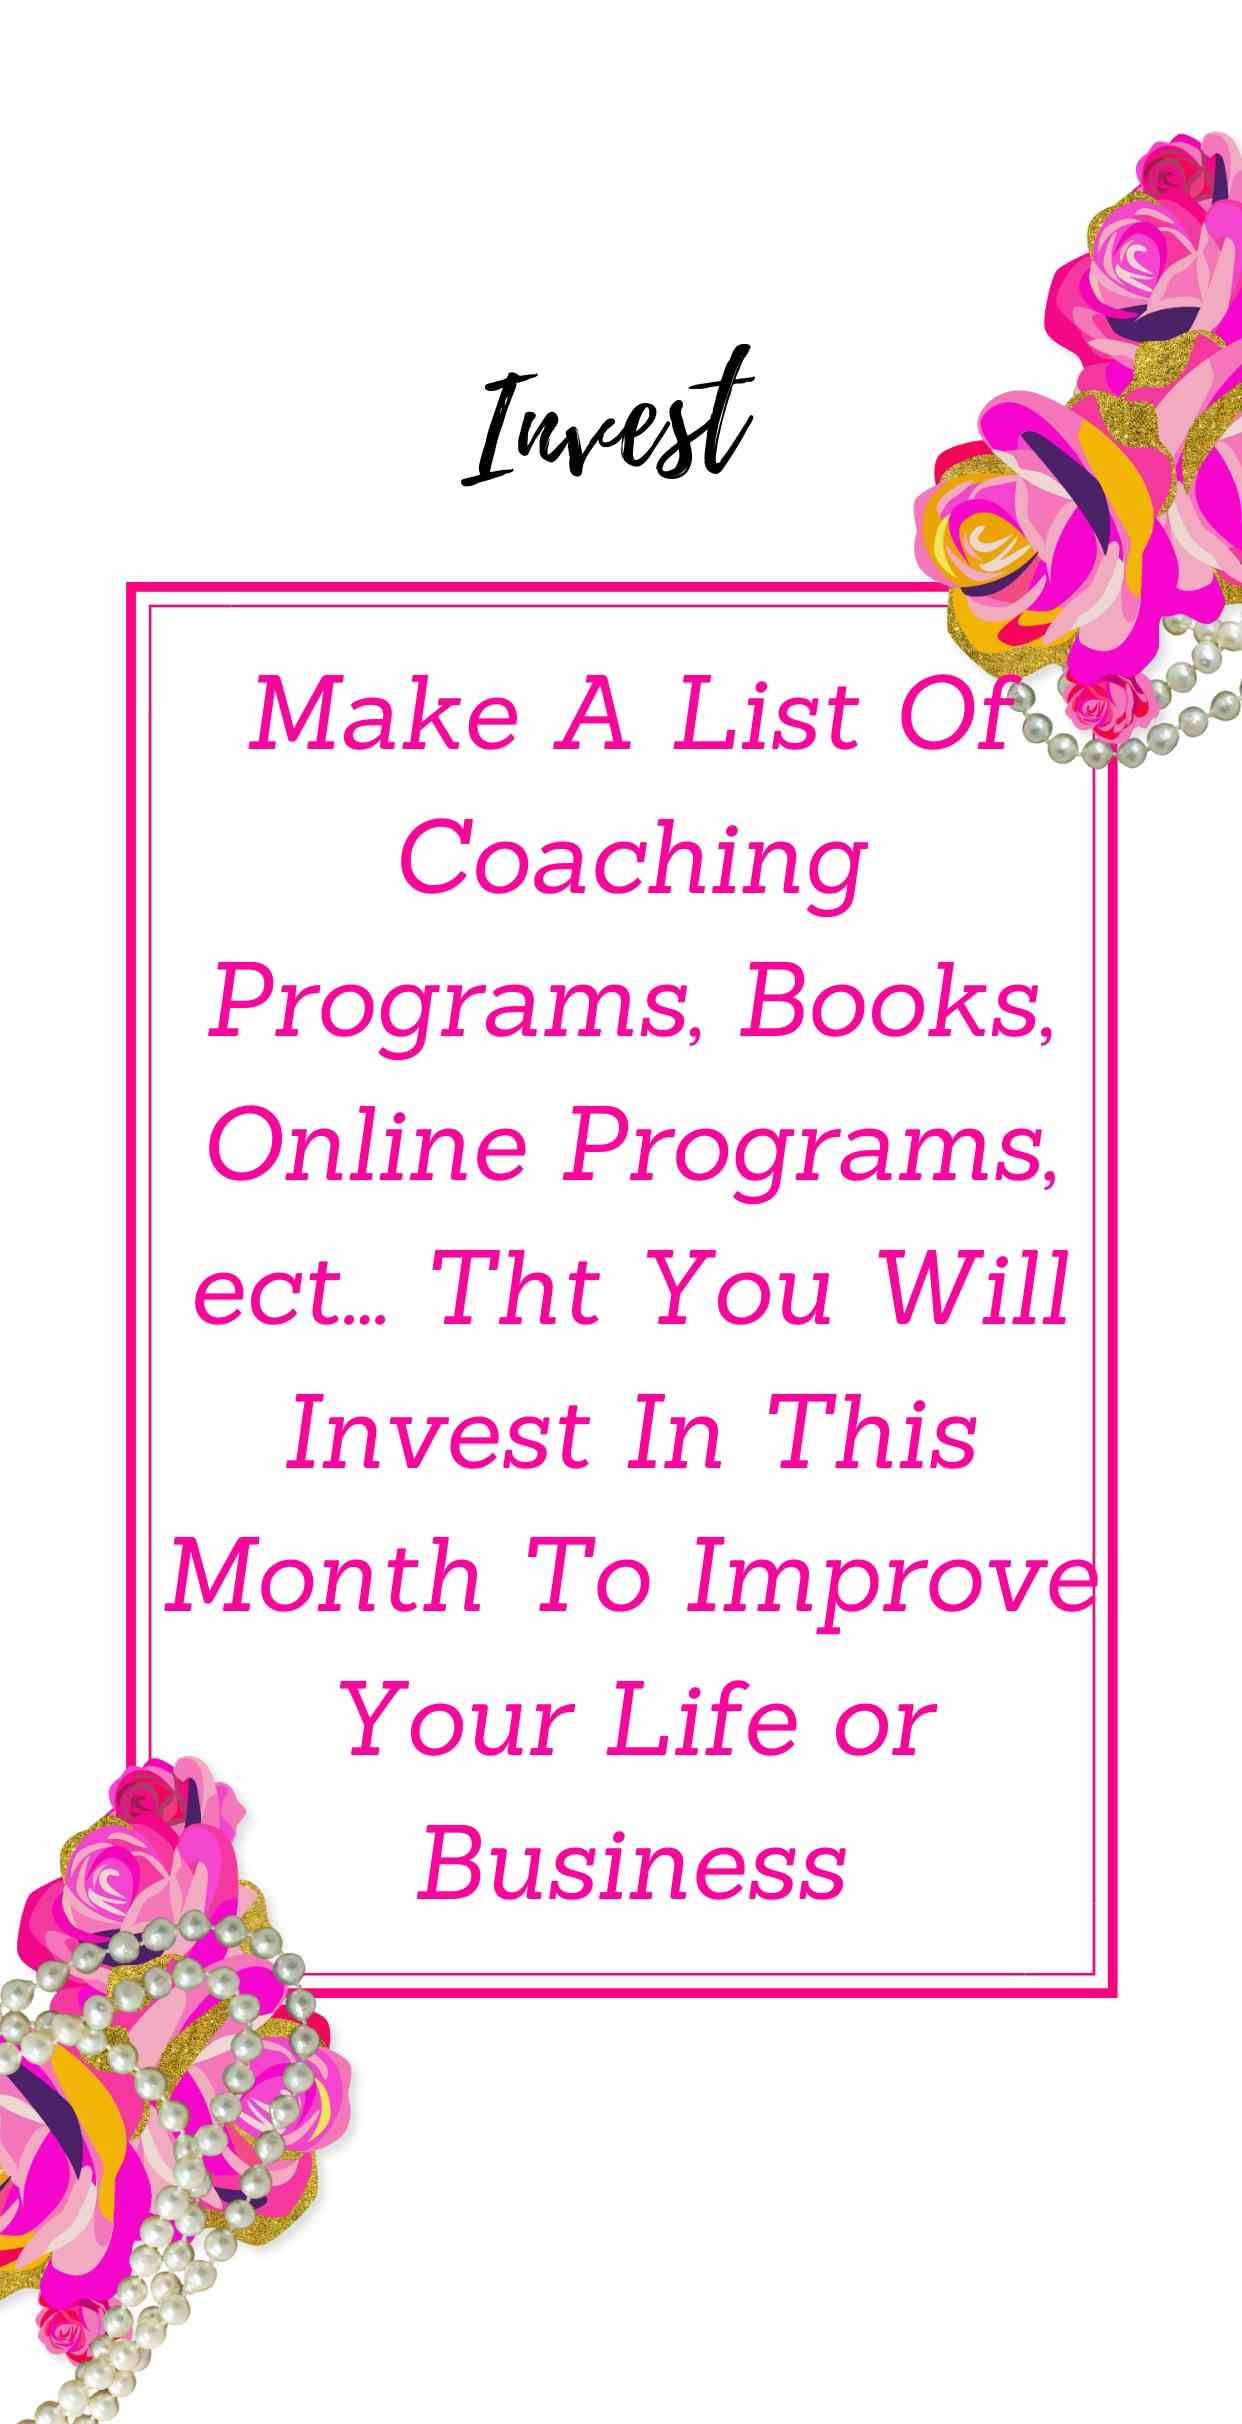 Invest
Make A List Of
Coaching
Programs, Books,
Online Programs,
ect... Tht You Will
Invest In This
Month To Improve
Your Life or
Business